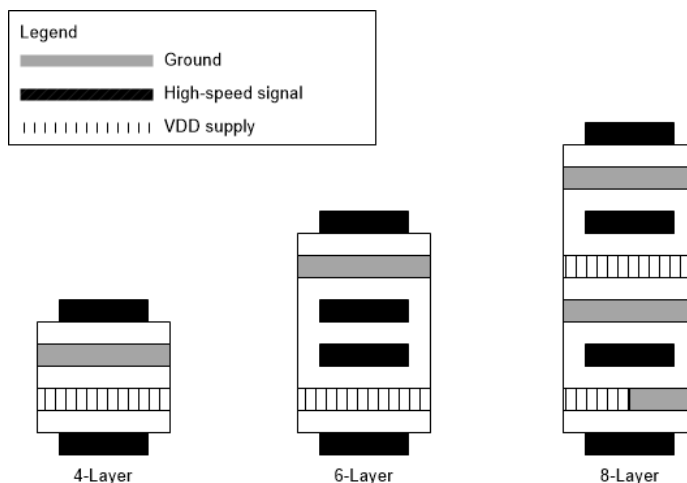 Legend
Ground
High-speed signal
VDD supply
4-Layer
6-Layer
8-Layer